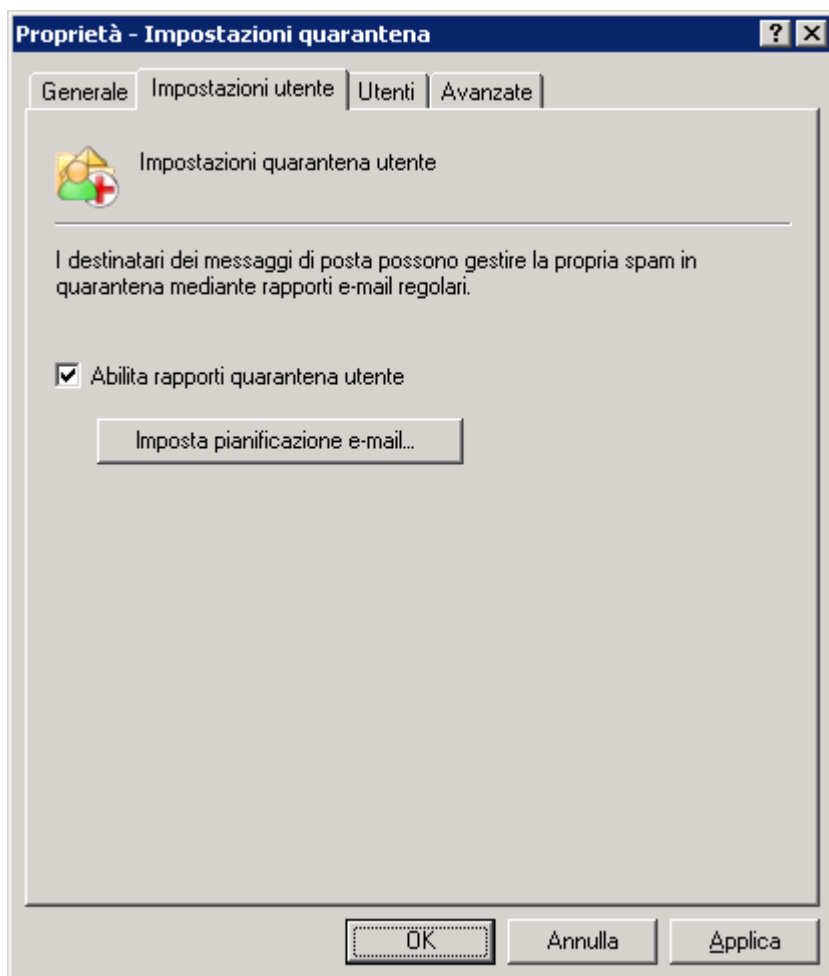 Proprietà - Impostazioni quarantena
Generale Impostazioni utente Utenti Avanzate
Impostazioni quarantena utente
I destinatari dei messaggi di posta possono gestire la propria spam in
quarantena mediante rapporti e-mail regolari.
Abilita rapporti quarantena utente
Imposta pianificazione e-mail...
OK Annulla Applica